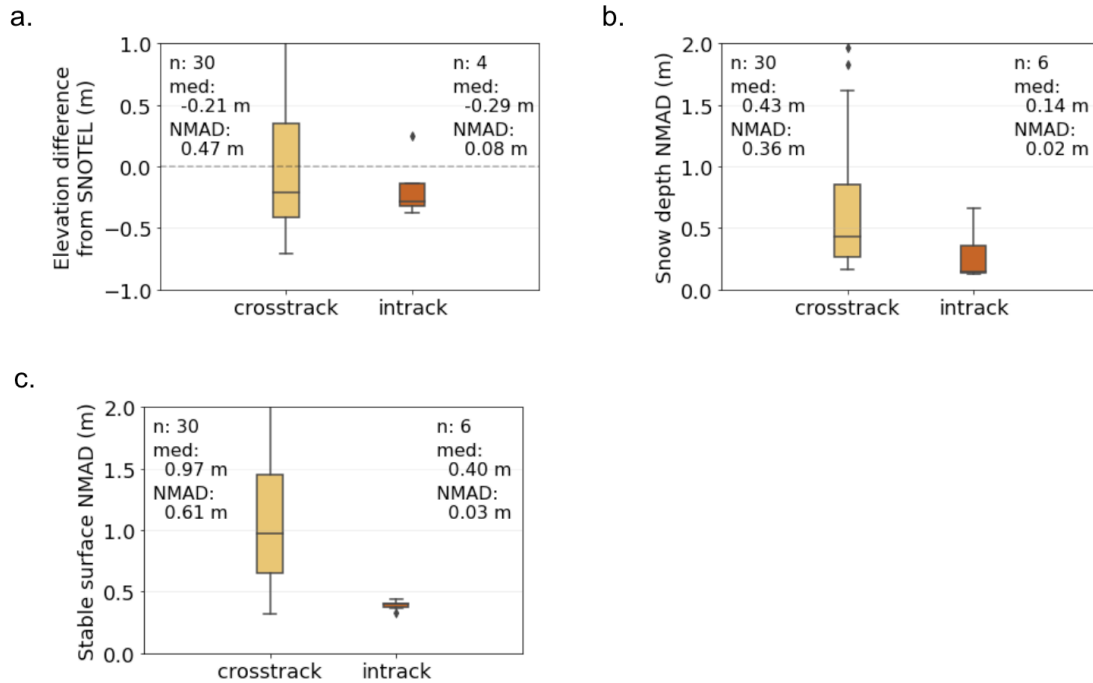 a.
Elevation difference
from SNOTEL (m)
1.0
0.5
0.0
−0.5
−1.0
n: 30
med:
-0.21 m
NMAD:
0.47 m
n: 4
med:
-0.29 m
NMAD:
0.08 m
crosstrack
intrack
b.
Snow depth NMAD (m)
2.0
1.5
1.0
0.5
0.0
n: 30
med:
0.43 m
NMAD:
0.36 m
n: 6
med:
0.14 m
NMAD:
0.02 m
crosstrack
intrack
c.
Stable surface NMAD (m)
2.0
1.5
1.0
0.5
0.0
n: 30
med:
0.97 m
NMAD:
0.61 m
n: 6
med:
0.40 m
NMAD:
0.03 m
crosstrack
intrack